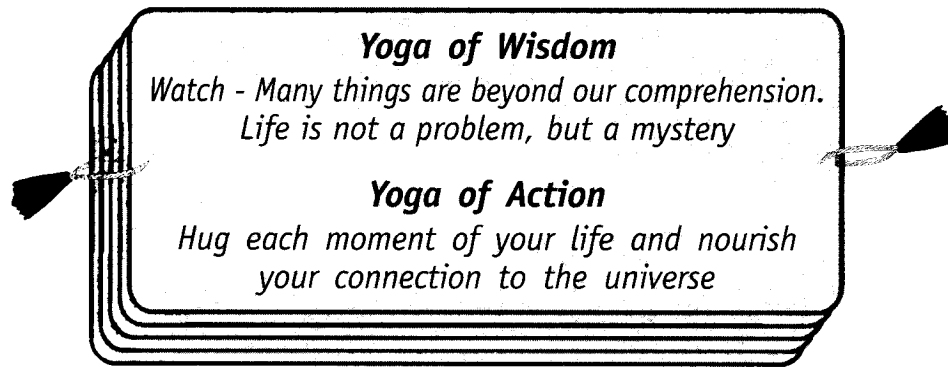 Yoga of Wisdom
Watch - Many things are beyond our comprehension.
Life is not a problem, but a mystery
Yoga of Action
Hug each moment of your life and nourish
your connection to the universe